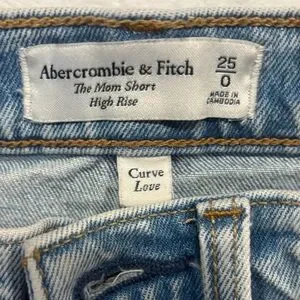 Abercrombie & Fitch
The Mom Short
High Rise
25
0
MADE IN
CAMBODIA
Curve
Love